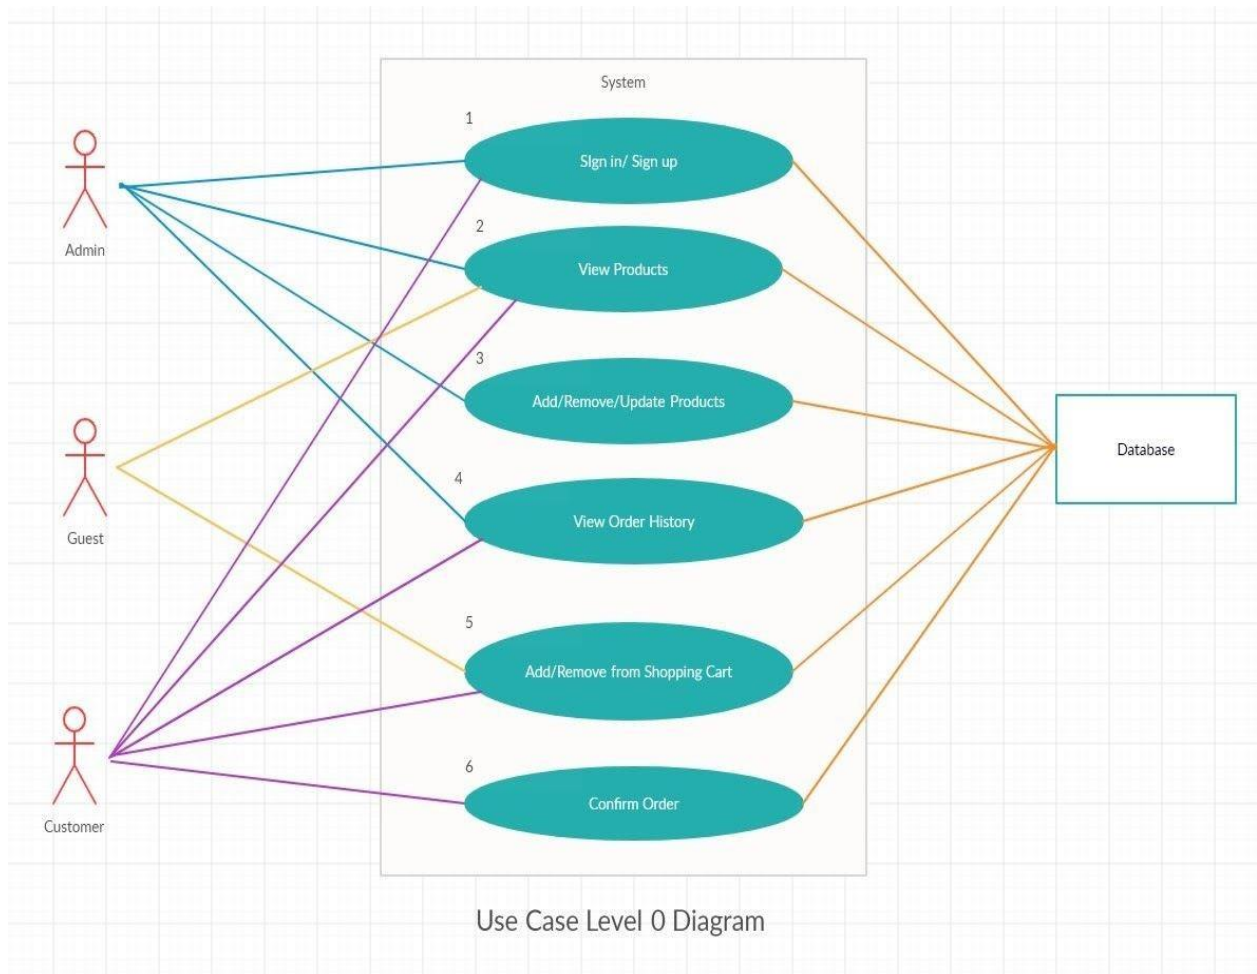 System
1
SIgn in/ Sign up
Admin
2
View Products
3
Add/Remove/Update Products
Database
Guest
4
View Order History
5
Add/Remove from Shopping Cart
Customer
6
Confirm Order
Use Case Level 0 Diagram